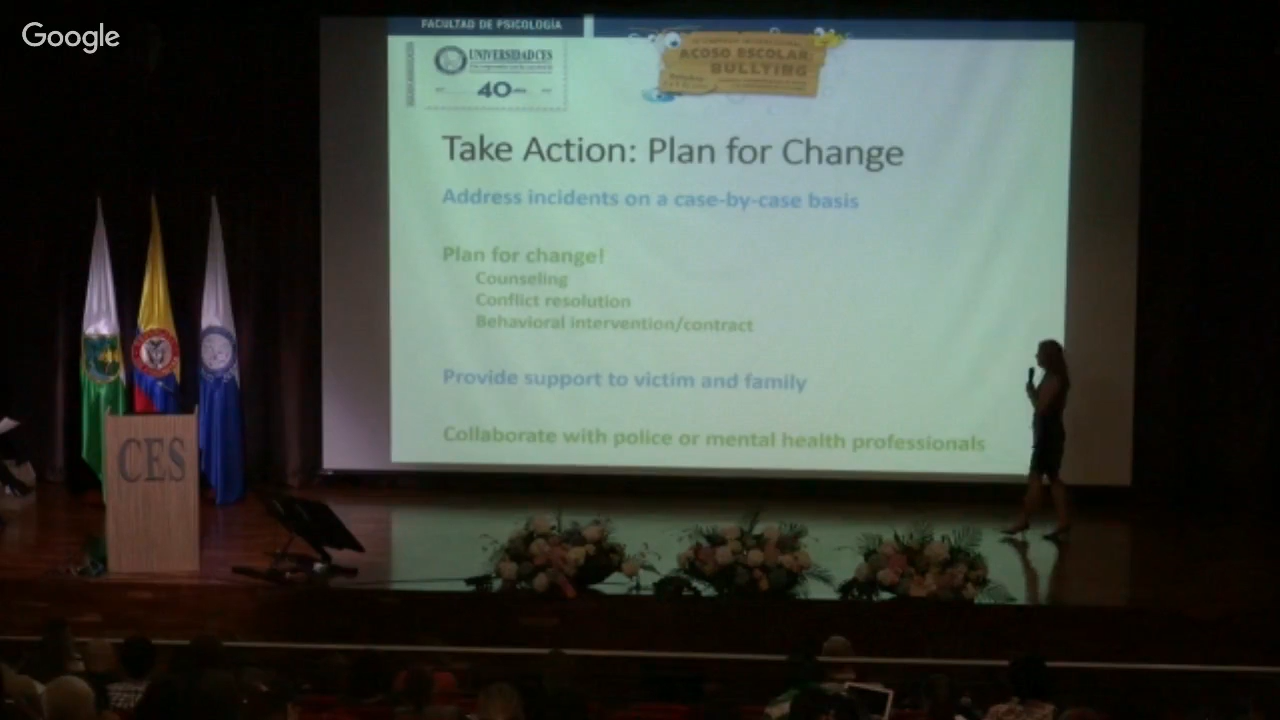 Google
FACULTAD DE PSICOLOGÍA
UNIVERSIDAD CES
40
ACOSO ESCOLAR
BULLYING
Take Action: Plan for Change
Address incidents on a case-by-case basis
Plan for change!
Counseling
Conflict resolution
Behavioral intervention/contract
Provide support to victim and family
Collaborate with police or mental health professionals
CES